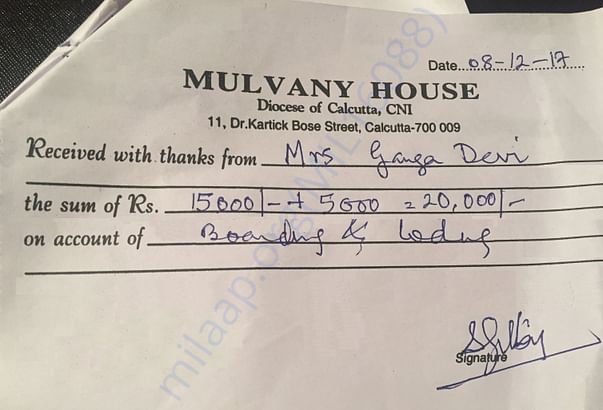 Date...08-12-17
MULVANY HOUSE
Diocese of Calcutta, CNI
11, Dr.Kartick Bose Street, Calcutta-700 009
Received with thanks from Mrs Ganga Devi
the sum of Rs. 15000/- + 5000 = 20,000/-
on account of Boarding & Loding
Signature